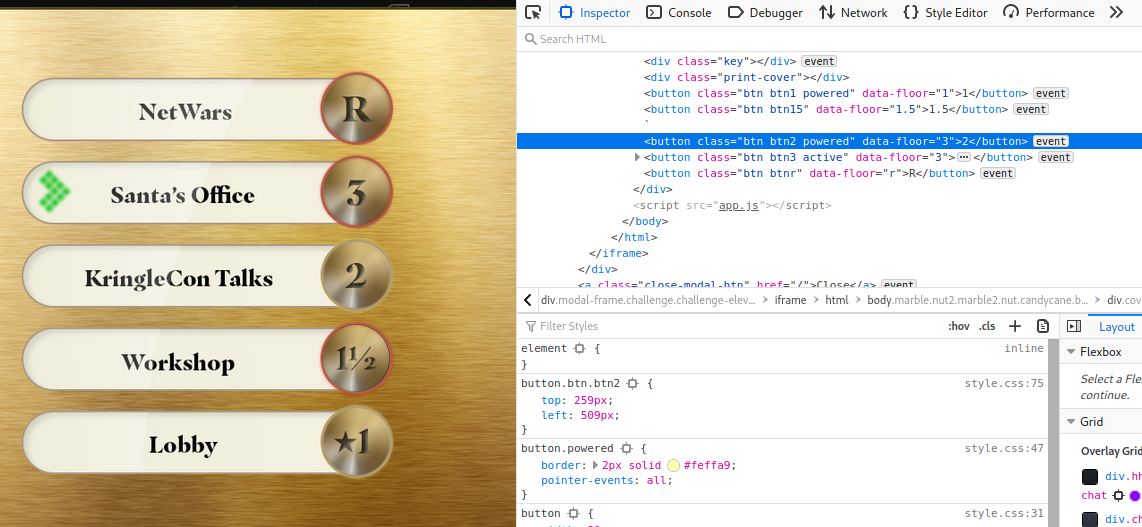 NetWars R
Santa's Office 3
KringleCon Talks 2
Workshop 1½
Lobby ★1
Inspector Console Debugger Network Style Editor Performance
Search HTML
<div class="key"></div> event
<div class="print-cover"></div>
<button class="btn btn1 powered" data-floor="1">1</button> event
<button class="btn btn15" data-floor="1.5">1.5</button> event
`
<button class="btn btn2 powered" data-floor="3">2</button> event
<button class="btn btn3 active" data-floor="3">…</button> event
<button class="btn btnr" data-floor="r">R</button> event
</div>
<script src="app.js"></script>
</body>
</html>
</iframe>
</div>
<a class="close-modal-btn" href="/">Close</a> event
div.modal-frame.challenge.challenge-elev… > iframe > html > body.marble.nut2.marble2.nut.candycane.b… > div.cov
Filter Styles :hov .cls + Layout
element { inline
}
button.btn.btn2 { style.css:75
top: 259px;
left: 509px;
}
button.powered { style.css:47
border: 2px solid #feffa9;
pointer-events: all;
}
button { style.css:31
Flexbox
Select a Fle
continue.
Grid
Overlay Grid
div.hh
chat
div.ch